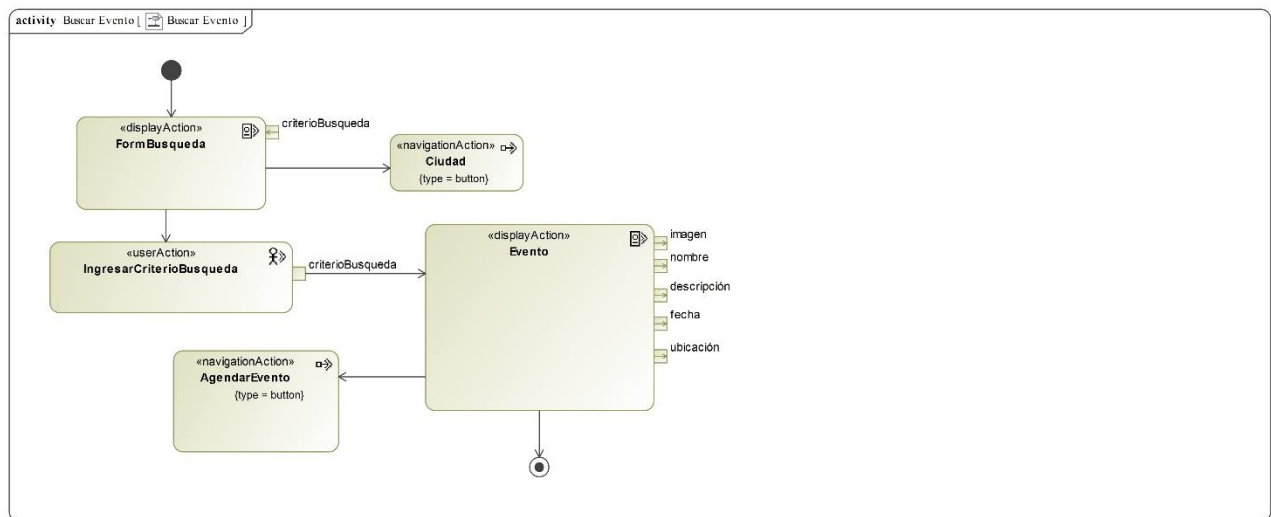 activity Buscar Evento [ Buscar Evento ]
«displayAction»
FormBusqueda
criterioBusqueda
«navigationAction»
Ciudad
{type = button}
«userAction»
IngresarCriterioBusqueda
criterioBusqueda
«displayAction»
Evento
imagen
nombre
descripción
fecha
ubicación
«navigationAction»
AgendarEvento
{type = button}